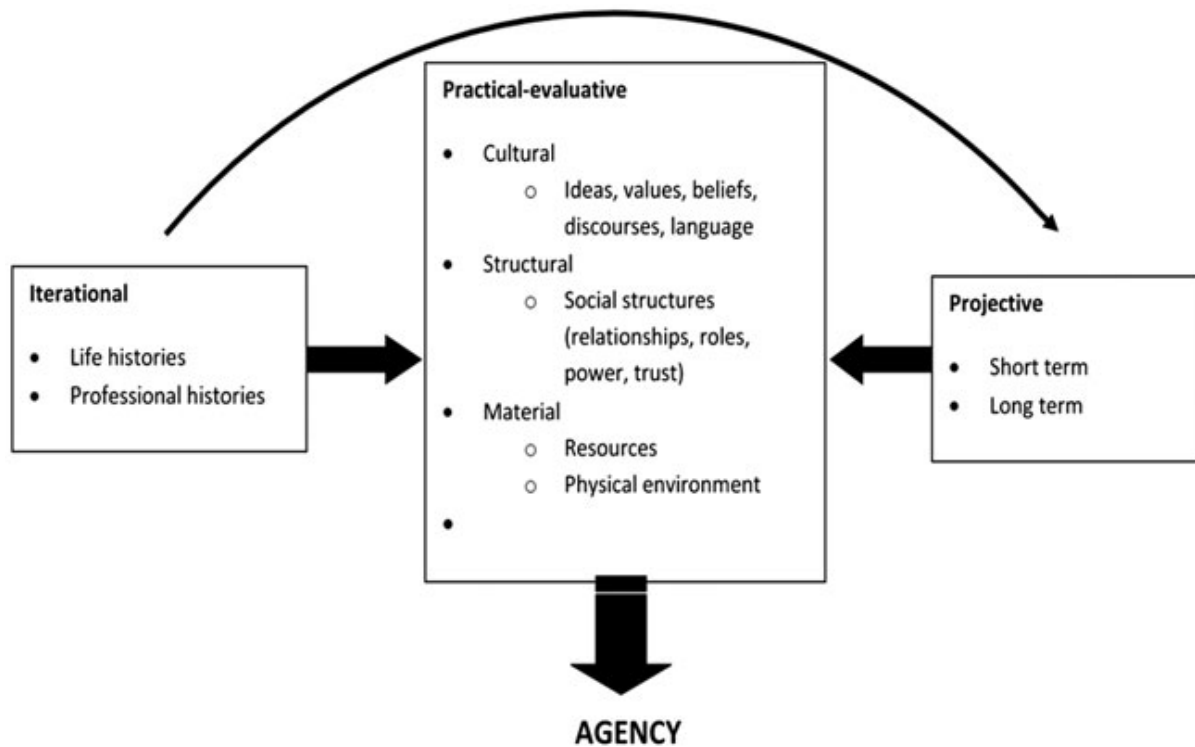 Practical-evaluative
• Cultural
o Ideas, values, beliefs,
discourses, language
• Structural
o Social structures
(relationships, roles,
power, trust)
• Material
o Resources
o Physical environment
•
Iterational
• Life histories
• Professional histories
Projective
• Short term
• Long term
AGENCY